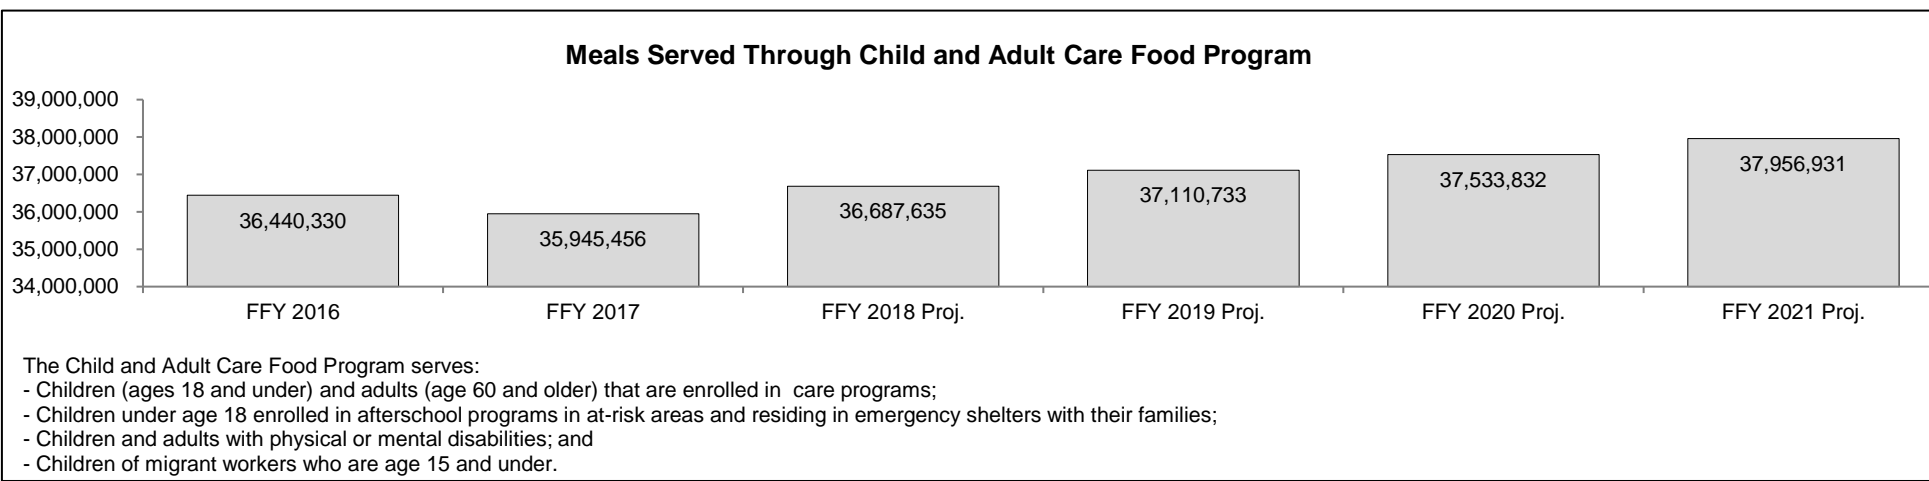 Meals Served Through Child and Adult Care Food Program
39,000,000
38,000,000
37,000,000
36,000,000
35,000,000
34,000,000
36,440,330
35,945,456
36,687,635
37,110,733
37,533,832
37,956,931
FFY 2016
FFY 2017
FFY 2018 Proj.
FFY 2019 Proj.
FFY 2020 Proj.
FFY 2021 Proj.
The Child and Adult Care Food Program serves:
- Children (ages 18 and under) and adults (age 60 and older) that are enrolled in  care programs;
- Children under age 18 enrolled in afterschool programs in at-risk areas and residing in emergency shelters with their families;
- Children and adults with physical or mental disabilities; and
- Children of migrant workers who are age 15 and under.